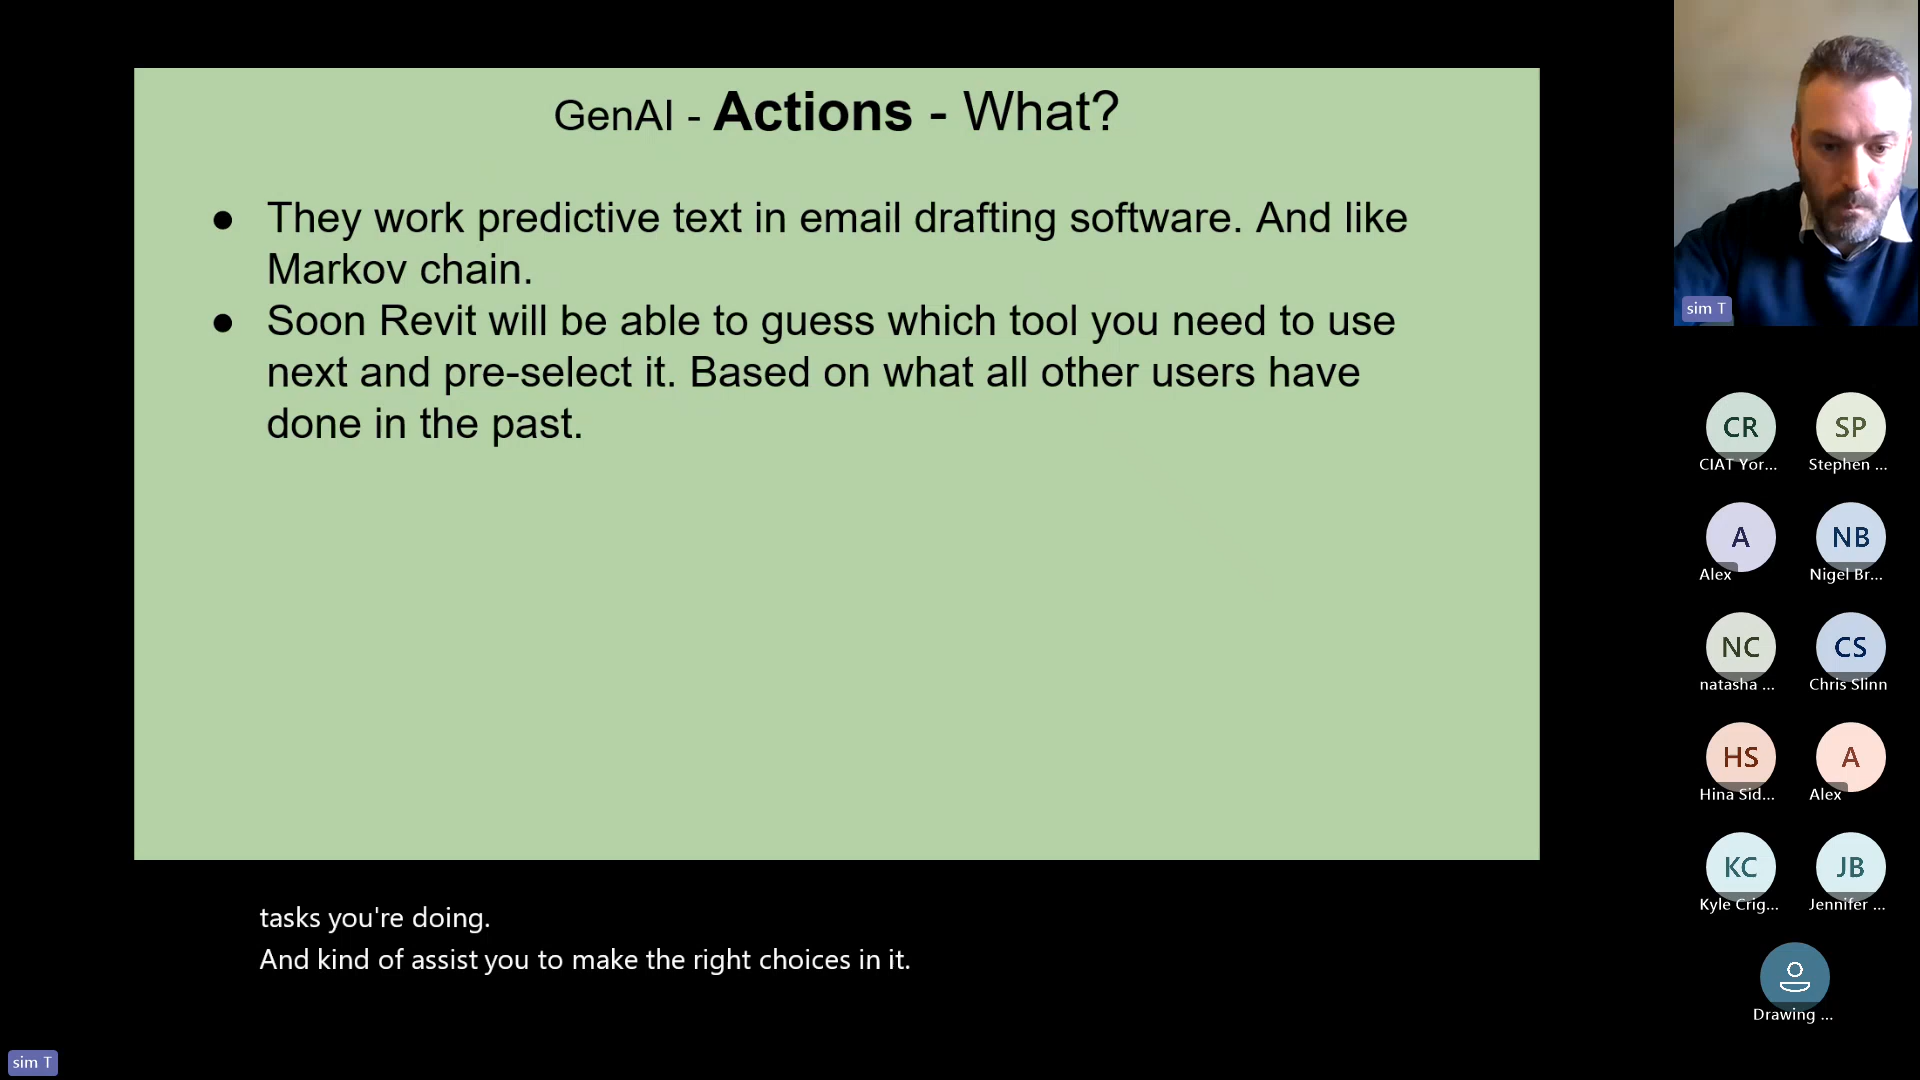 GenAI - Actions - What?
● They work predictive text in email drafting software. And like
Markov chain.
● Soon Revit will be able to guess which tool you need to use
next and pre-select it. Based on what all other users have
done in the past.
tasks you're doing.
And kind of assist you to make the right choices in it.
sim T
sim T
CR
CIAT Yor...
SP
Stephen ...
A
Alex
NB
Nigel Br...
NC
natasha ...
CS
Chris Slinn
HS
Hina Sid...
A
Alex
KC
Kyle Crig...
JB
Jennifer ...
Drawing ...